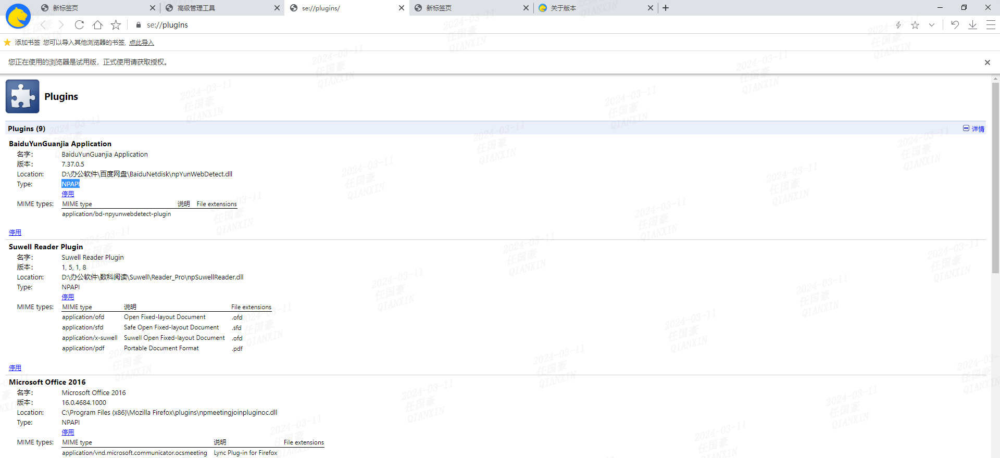 新标签页
高级管理工具
se://plugins/
新标签页
关于版本
se://plugins
添加书签 您可以导入其他浏览器的书签, 点此导入
您正在使用的浏览器是试用版，正式使用请获取授权。
Plugins
Plugins (9)
详情
BaiduYunGuanjia Application
名字： BaiduYunGuanjia Application
版本： 7.37.0.5
Location: D:\办公软件\百度网盘\BaiduNetdisk\npYunWebDetect.dll
Type: NPAPI
停用
MIME types: MIME type 说明 File extensions
application/bd-npyunwebdetect-plugin
停用
Suwell Reader Plugin
名字： Suwell Reader Plugin
版本： 1, 5, 1, 8
Location: D:\办公软件\数科阅读\Suwell\Reader_Pro\npSuwellReader.dll
Type: NPAPI
停用
MIME types: MIME type 说明 File extensions
application/ofd Open Fixed-layout Document .ofd
application/sfd Safe Open Fixed-layout Document .sfd
application/x-suwell Suwell Open Fixed-layout Document .ofd
application/pdf Portable Document Format .pdf
停用
Microsoft Office 2016
名字： Microsoft Office 2016
版本： 16.0.4684.1000
Location: C:\Program Files (x86)\Mozilla Firefox\plugins\npmeetingjoinpluginoc.dll
Type: NPAPI
停用
MIME types: MIME type 说明 File extensions
application/vnd.microsoft.communicator.ocsmeeting Lync Plug-in for Firefox
2024-03-11
任国豪
QIANXIN